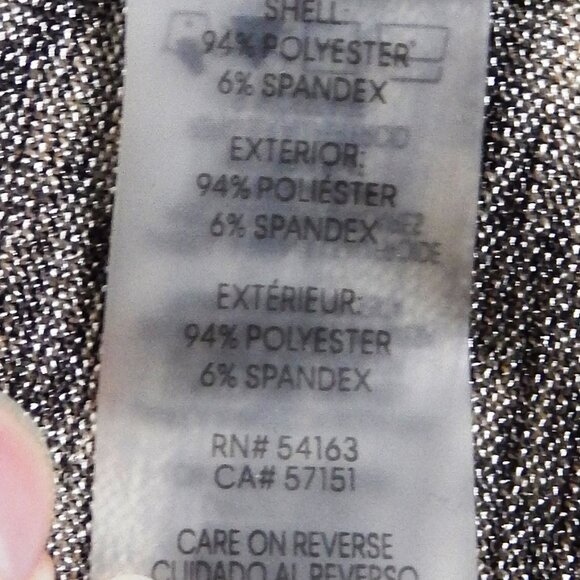 SHELL:
94% POLYESTER
6% SPANDEX
EXTERIOR:
94% POLIÉSTER
6% SPANDEX
EXTÉRIEUR:
94% POLYESTER
6% SPANDEX
RN# 54163
CA# 57151
CARE ON REVERSE
CUIDADO AL REVERSO